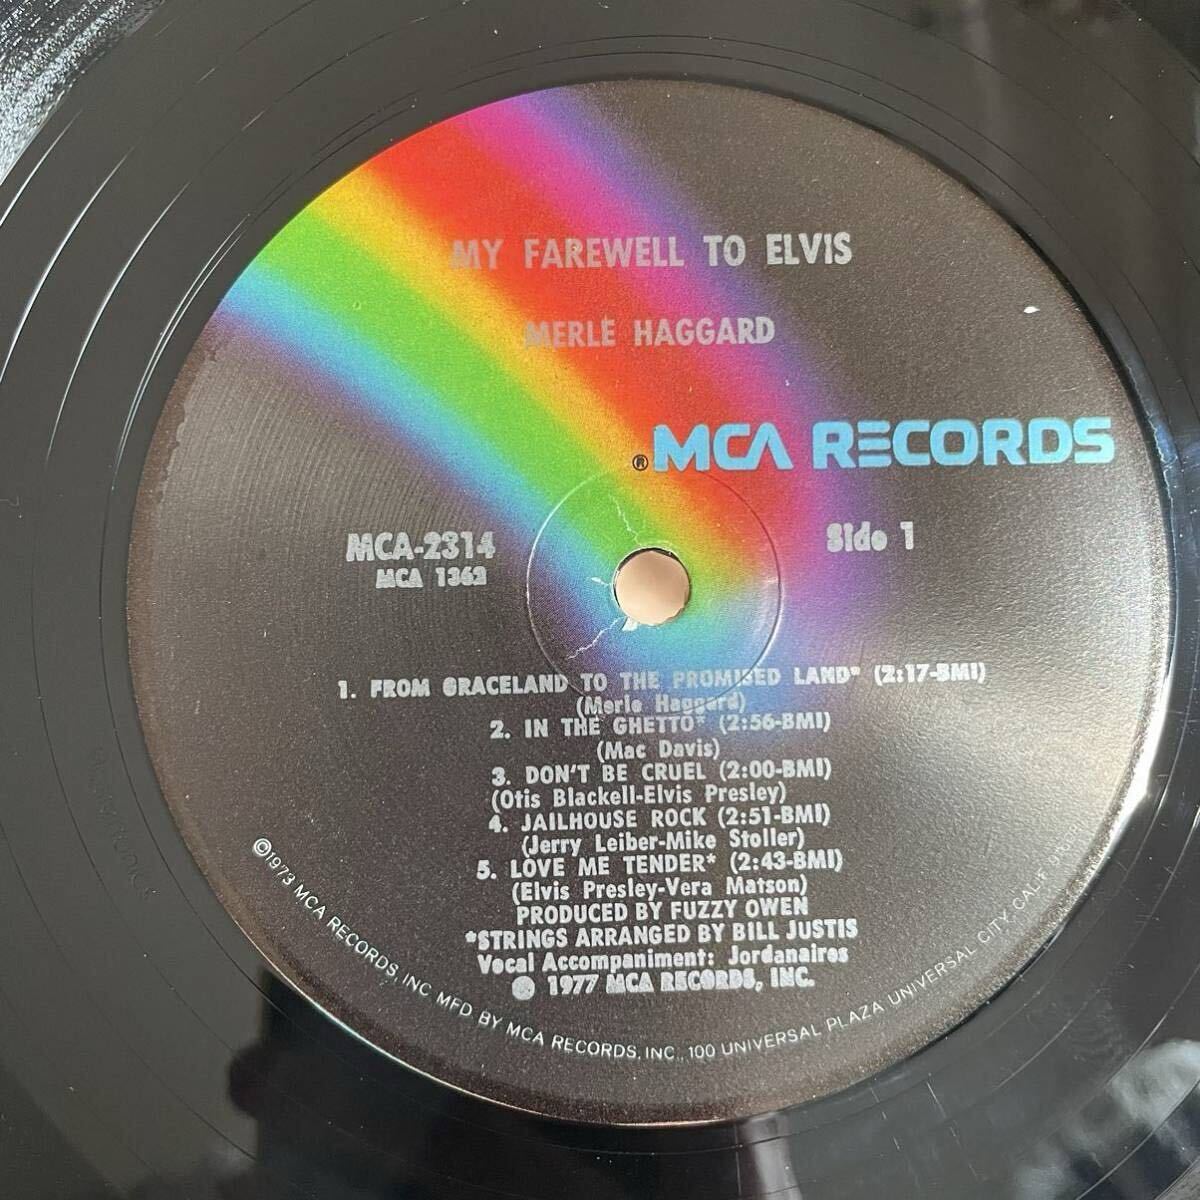 MY FAREWELL TO ELVIS
MERLE HAGGARD
®MCA RECORDS
MCA-2314
MCA 1362
Side 1
1. FROM GRACELAND TO THE PROMISED LAND* (2:17-BMI)
(Merle Haggard)
2. IN THE GHETTO* (2:56-BMI)
(Mac Davis)
3. DON'T BE CRUEL (2:00-BMI)
(Otis Blackell-Elvis Presley)
4. JAILHOUSE ROCK (2:51-BMI)
(Jerry Leiber-Mike Stoller)
5. LOVE ME TENDER* (2:43-BMI)
(Elvis Presley-Vera Matson)
PRODUCED BY FUZZY OWEN
*STRINGS ARRANGED BY BILL JUSTIS
Vocal Accompaniment: Jordanaires
℗ 1977 MCA RECORDS, INC.
©1973 MCA RECORDS, INC MFD BY MCA RECORDS, INC., 100 UNIVERSAL PLAZA UNIVERSAL CITY, CALIF